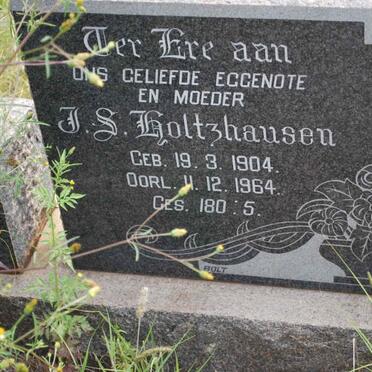 Ter Ere aan
ONS GELIEFDE EGGENOTE
EN MOEDER
J.S. Holtzhausen
GEB. 19. 3. 1904.
OORL. 11. 12. 1964.
GES. 180 : 5.
BOLT